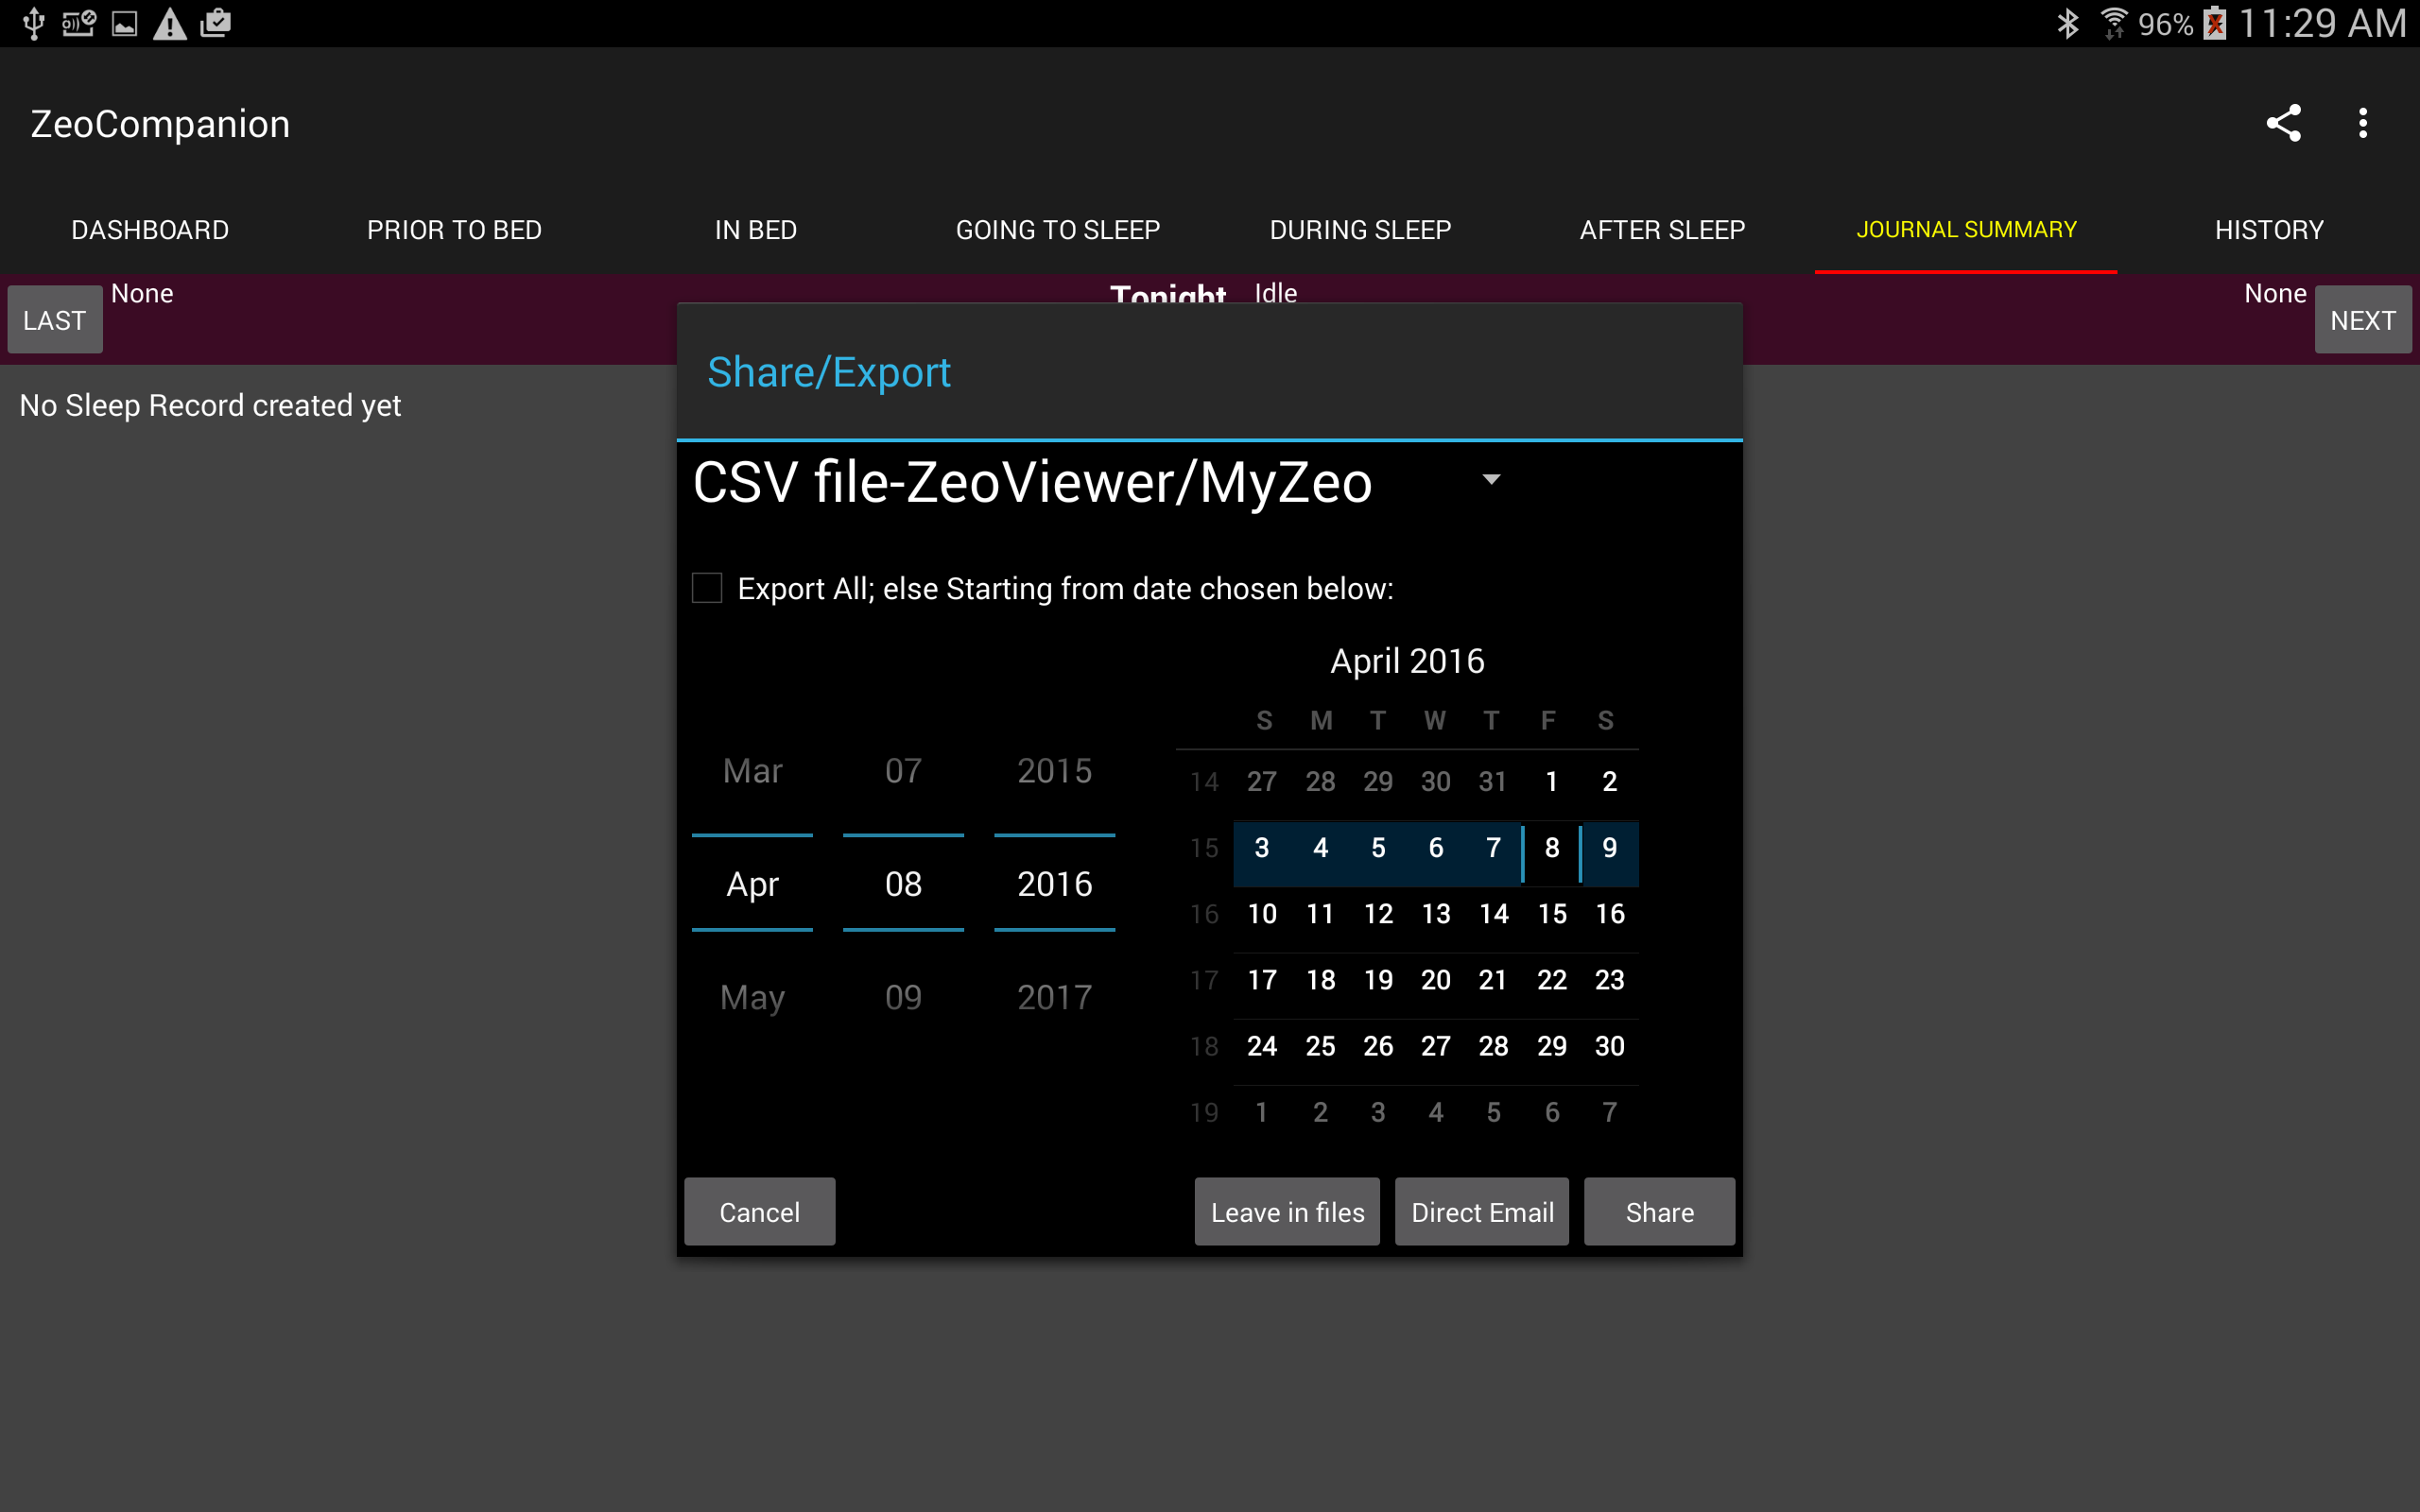 96% 11:29 AM
ZeoCompanion
DASHBOARD PRIOR TO BED IN BED GOING TO SLEEP DURING SLEEP AFTER SLEEP JOURNAL SUMMARY HISTORY
LAST None Tonight Idle None NEXT
No Sleep Record created yet
Share/Export
CSV file-ZeoViewer/MyZeo
Export All; else Starting from date chosen below:
Mar 07 2015
Apr 08 2016
May 09 2017
April 2016
S M T W T F S
14 27 28 29 30 31 1 2
15 3 4 5 6 7 8 9
16 10 11 12 13 14 15 16
17 17 18 19 20 21 22 23
18 24 25 26 27 28 29 30
19 1 2 3 4 5 6 7
Cancel Leave in files Direct Email Share